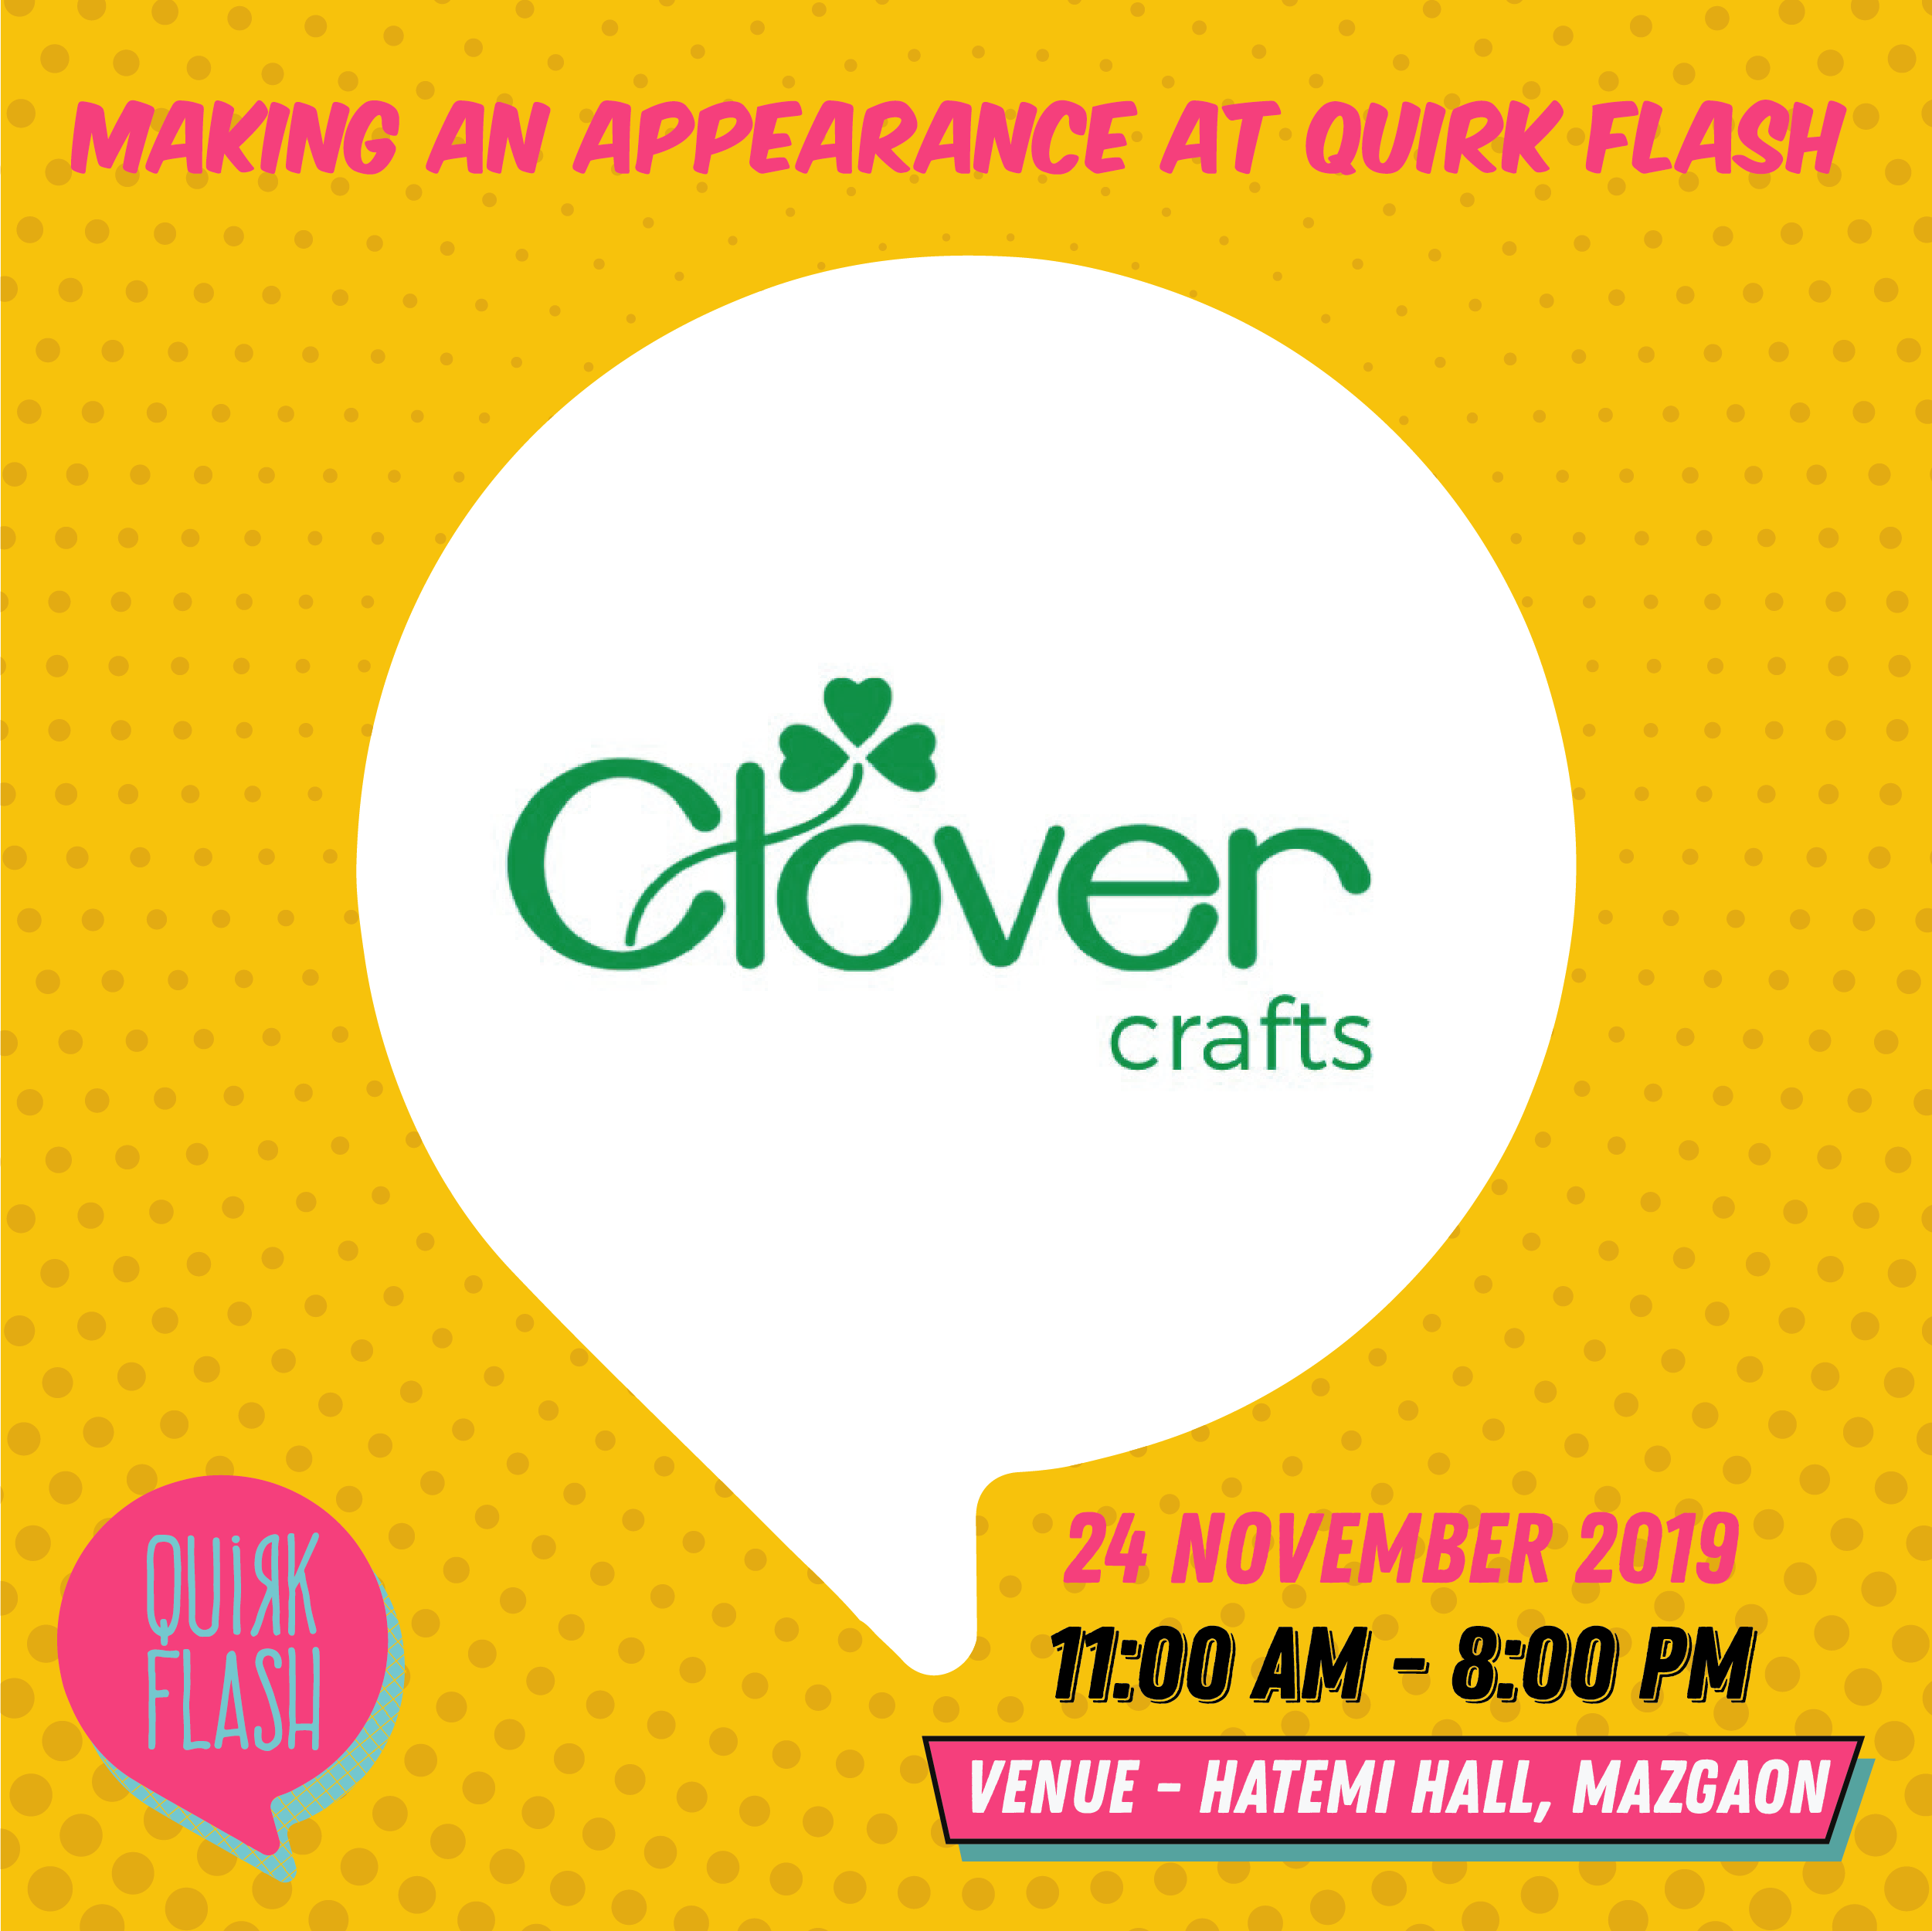 MAKING AN APPEARANCE AT QUIRK FLASH
Clover
crafts
24 NOVEMBER 2019
11:00 AM - 8:00 PM
VENUE - HATEMI HALL, MAZGAON
QUiRK
FLASH